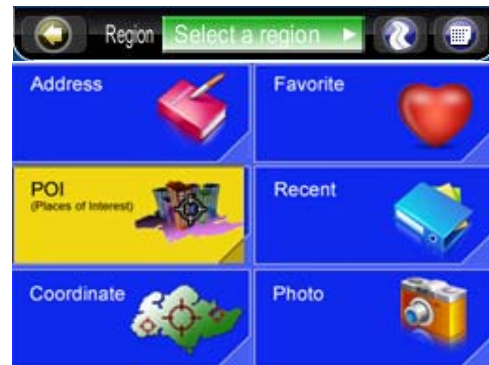 Region Select a region
Address
Favorite
POI
(Places of Interest)
Recent
Coordinate
Photo